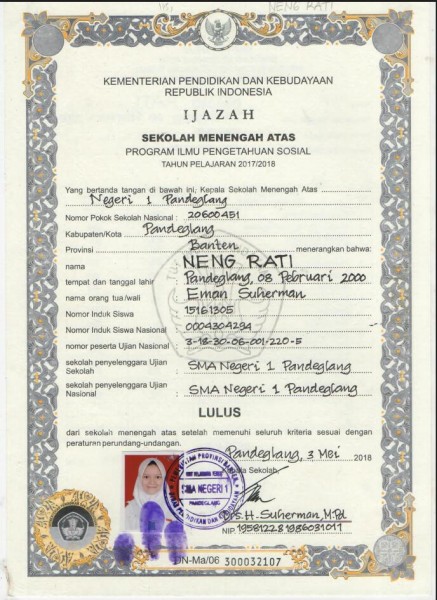 NENG RATI
KEMENTERIAN PENDIDIKAN DAN KEBUDAYAAN
REPUBLIK INDONESIA
IJAZAH
SEKOLAH MENENGAH ATAS
PROGRAM ILMU PENGETAHUAN SOSIAL
TAHUN PELAJARAN 2017/2018
Yang bertanda tangan di bawah ini, Kepala Sekolah Menengah Atas
Negeri 1 Pandeglang
Nomor Pokok Sekolah Nasional : 20600451
Kabupaten/Kota : Pandeglang
Provinsi : Banten menerangkan bahwa:
nama : NENG RATI
tempat dan tanggal lahir : Pandeglang, 08 Februari 2000
nama orang tua/wali : Eman Suherman
Nomor Induk Siswa : 15161305
Nomor Induk Siswa Nasional : 0004304294
nomor peserta Ujian Nasional : 3-18-30-06-001-220-5
sekolah penyelenggara Ujian Sekolah : SMA Negeri 1 Pandeglang
sekolah penyelenggara Ujian Nasional : SMA Negeri 1 Pandeglang
LULUS
dari sekolah menengah atas setelah memenuhi seluruh kriteria sesuai dengan
peraturan perundang-undangan.
Pandeglang, 3 Mei 2018
Kepala Sekolah,
SMA NEGERI 1
PANDEGLANG
Drs. H. Suherman, M.Pd
NIP. 195812281986031011
DN-Ma/06 300032107